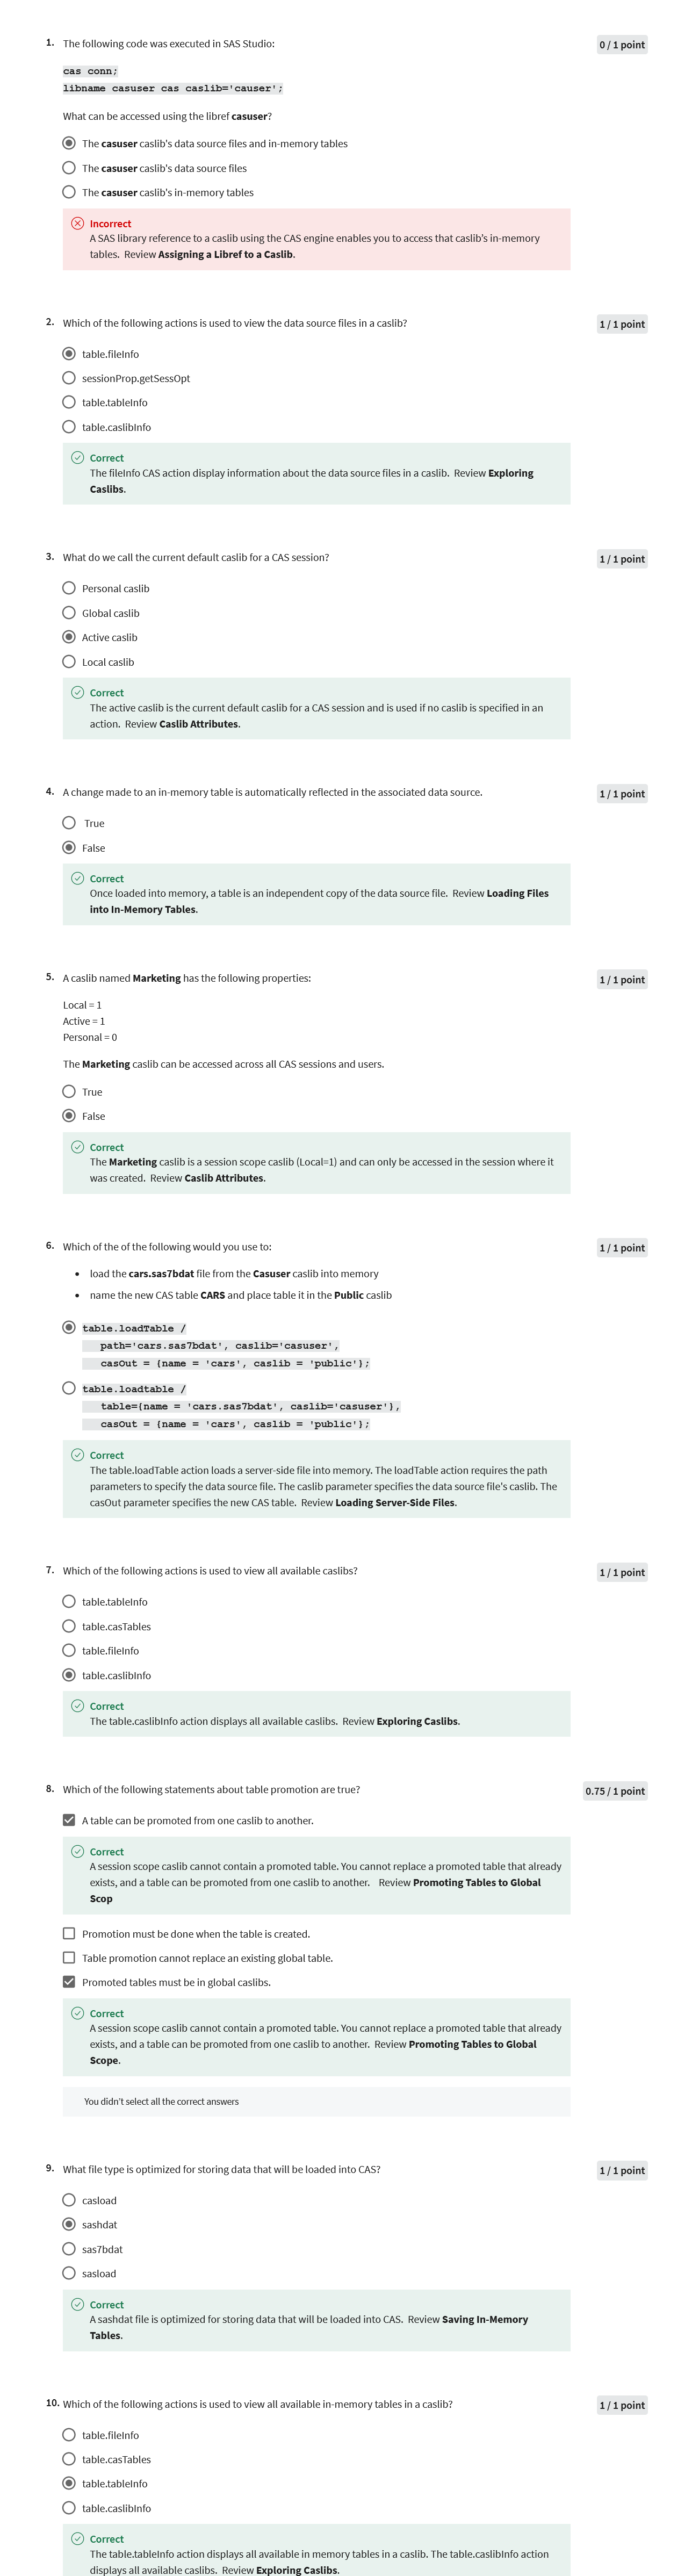 1. The following code was executed in SAS Studio:
0 / 1 point
cas conn;
libname casuser cas caslib='causer';
What can be accessed using the libref casuser?
The casuser caslib's data source files and in-memory tables
The casuser caslib's data source files
The casuser caslib's in-memory tables
Incorrect
A SAS library reference to a caslib using the CAS engine enables you to access that caslib's in-memory
tables. Review Assigning a Libref to a Caslib.
2. Which of the following actions is used to view the data source files in a caslib?
1 / 1 point
table.fileInfo
sessionProp.getSessOpt
table.tableInfo
table.caslibInfo
Correct
The fileInfo CAS action display information about the data source files in a caslib. Review Exploring
Caslibs.
3. What do we call the current default caslib for a CAS session?
1 / 1 point
Personal caslib
Global caslib
Active caslib
Local caslib
Correct
The active caslib is the current default caslib for a CAS session and is used if no caslib is specified in an
action. Review Caslib Attributes.
4. A change made to an in-memory table is automatically reflected in the associated data source.
1 / 1 point
True
False
Correct
Once loaded into memory, a table is an independent copy of the data source file. Review Loading Files
into In-Memory Tables.
5. A caslib named Marketing has the following properties:
1 / 1 point
Local = 1
Active = 1
Personal = 0
The Marketing caslib can be accessed across all CAS sessions and users.
True
False
Correct
The Marketing caslib is a session scope caslib (Local=1) and can only be accessed in the session where it
was created. Review Caslib Attributes.
6. Which of the of the following would you use to:
1 / 1 point
• load the cars.sas7bdat file from the Casuser caslib into memory
• name the new CAS table CARS and place table it in the Public caslib
table.loadTable /
path='cars.sas7bdat', caslib='casuser',
casOut = {name = 'cars', caslib = 'public'};
table.loadtable /
table={name = 'cars.sas7bdat', caslib='casuser'},
casOut = {name = 'cars', caslib = 'public'};
Correct
The table.loadTable action loads a server-side file into memory. The loadTable action requires the path
parameters to specify the data source file. The caslib parameter specifies the data source file's caslib. The
casOut parameter specifies the new CAS table. Review Loading Server-Side Files.
7. Which of the following actions is used to view all available caslibs?
1 / 1 point
table.tableInfo
table.casTables
table.fileInfo
table.caslibInfo
Correct
The table.caslibInfo action displays all available caslibs. Review Exploring Caslibs.
8. Which of the following statements about table promotion are true?
0.75 / 1 point
A table can be promoted from one caslib to another.
Correct
A session scope caslib cannot contain a promoted table. You cannot replace a promoted table that already
exists, and a table can be promoted from one caslib to another. Review Promoting Tables to Global
Scop
Promotion must be done when the table is created.
Table promotion cannot replace an existing global table.
Promoted tables must be in global caslibs.
Correct
A session scope caslib cannot contain a promoted table. You cannot replace a promoted table that already
exists, and a table can be promoted from one caslib to another. Review Promoting Tables to Global
Scope.
You didn't select all the correct answers
9. What file type is optimized for storing data that will be loaded into CAS?
1 / 1 point
casload
sashdat
sas7bdat
sasload
Correct
A sashdat file is optimized for storing data that will be loaded into CAS. Review Saving In-Memory
Tables.
10. Which of the following actions is used to view all available in-memory tables in a caslib?
1 / 1 point
table.fileInfo
table.casTables
table.tableInfo
table.caslibInfo
Correct
The table.tableInfo action displays all available in memory tables in a caslib. The table.caslibInfo action
displays all available caslibs. Review Exploring Caslibs.